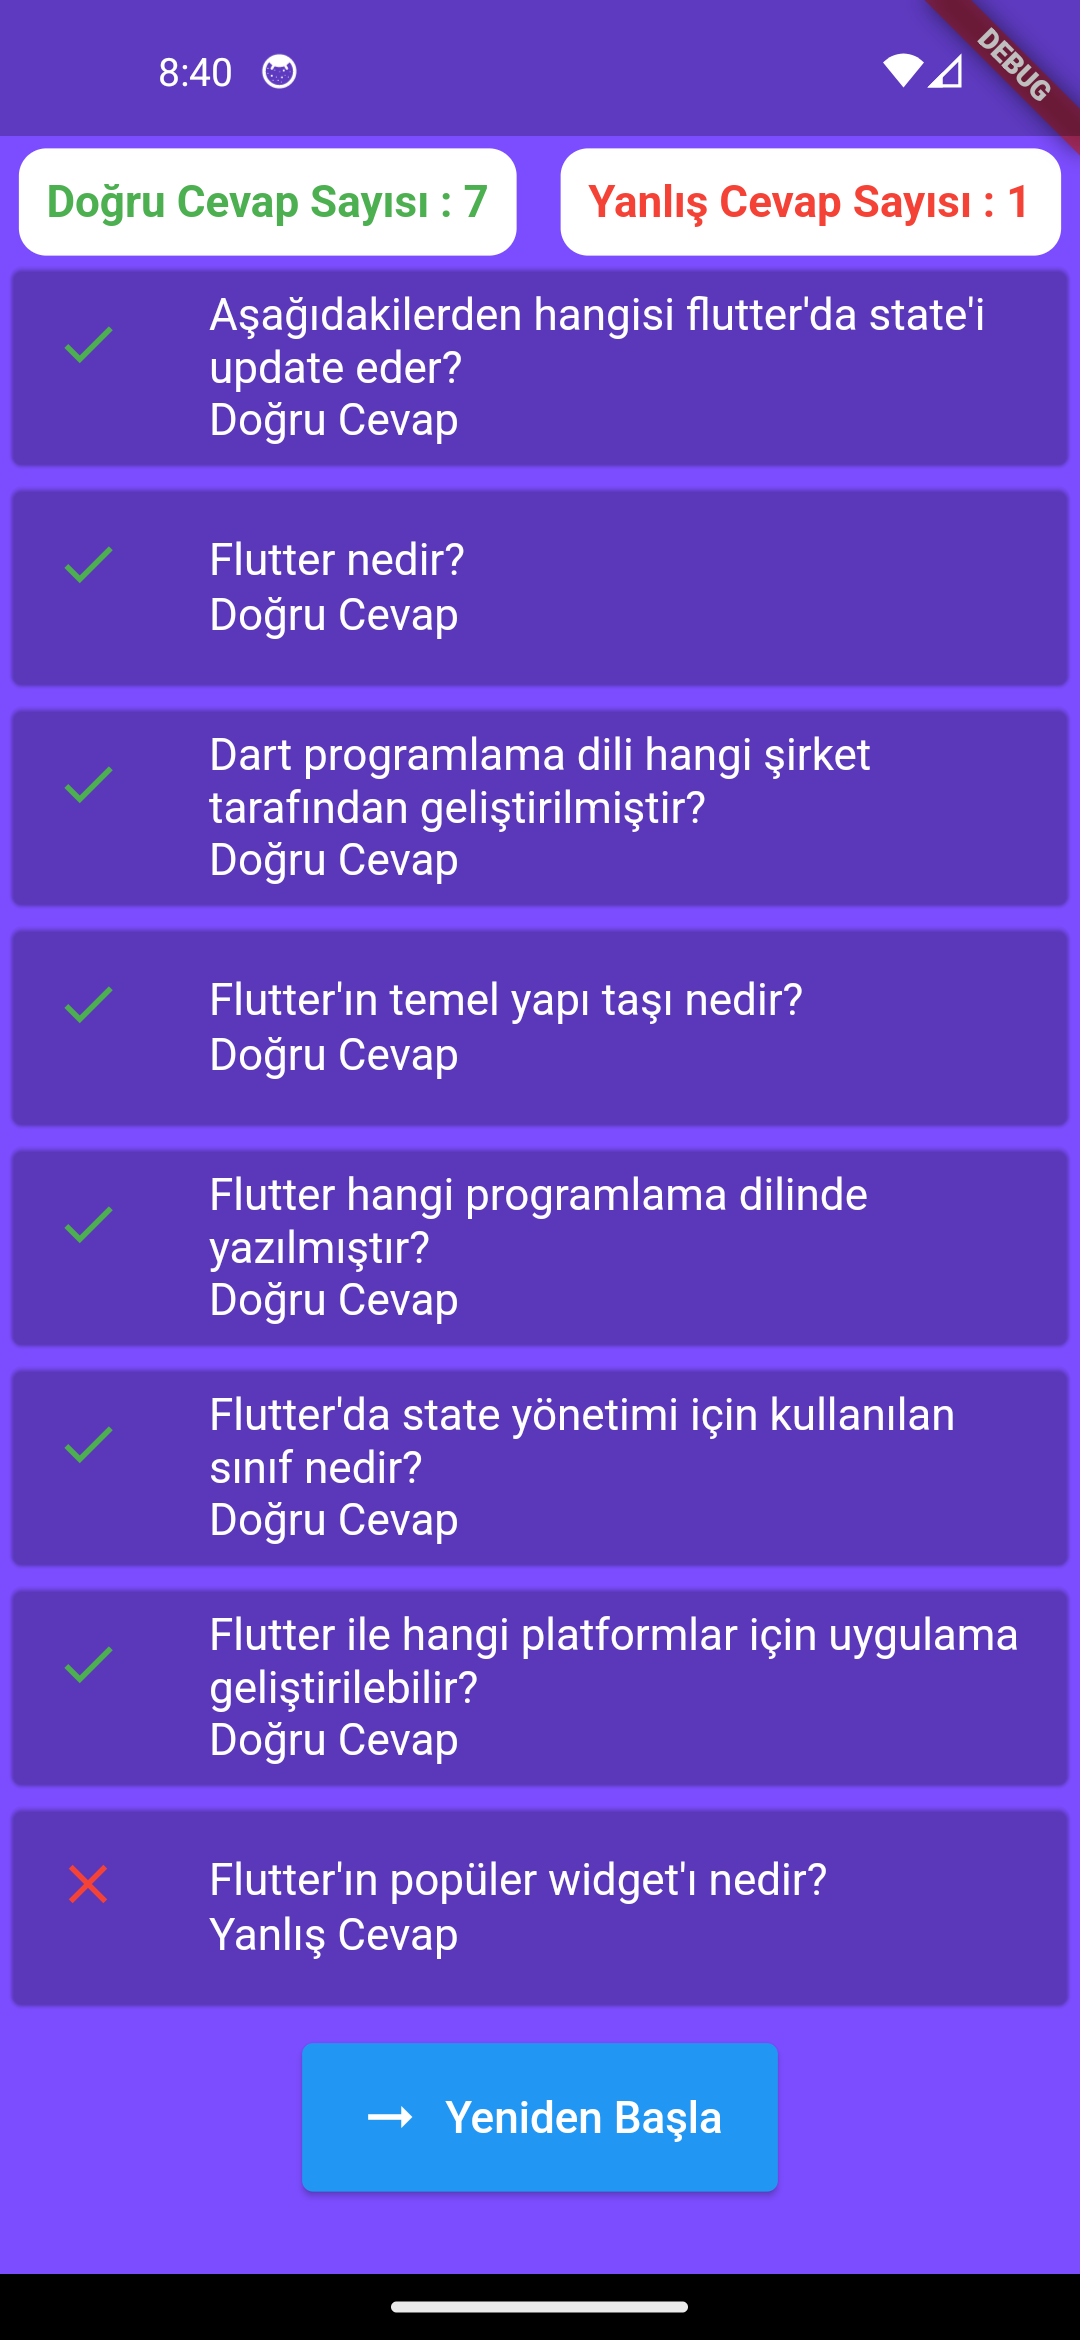 8:40
DEBUG
Doğru Cevap Sayısı : 7
Yanlış Cevap Sayısı : 1
Aşağıdakilerden hangisi flutter'da state'i
update eder?
Doğru Cevap
Flutter nedir?
Doğru Cevap
Dart programlama dili hangi şirket
tarafından geliştirilmiştir?
Doğru Cevap
Flutter'ın temel yapı taşı nedir?
Doğru Cevap
Flutter hangi programlama dilinde
yazılmıştır?
Doğru Cevap
Flutter'da state yönetimi için kullanılan
sınıf nedir?
Doğru Cevap
Flutter ile hangi platformlar için uygulama
geliştirilebilir?
Doğru Cevap
Flutter'ın popüler widget'ı nedir?
Yanlış Cevap
Yeniden Başla